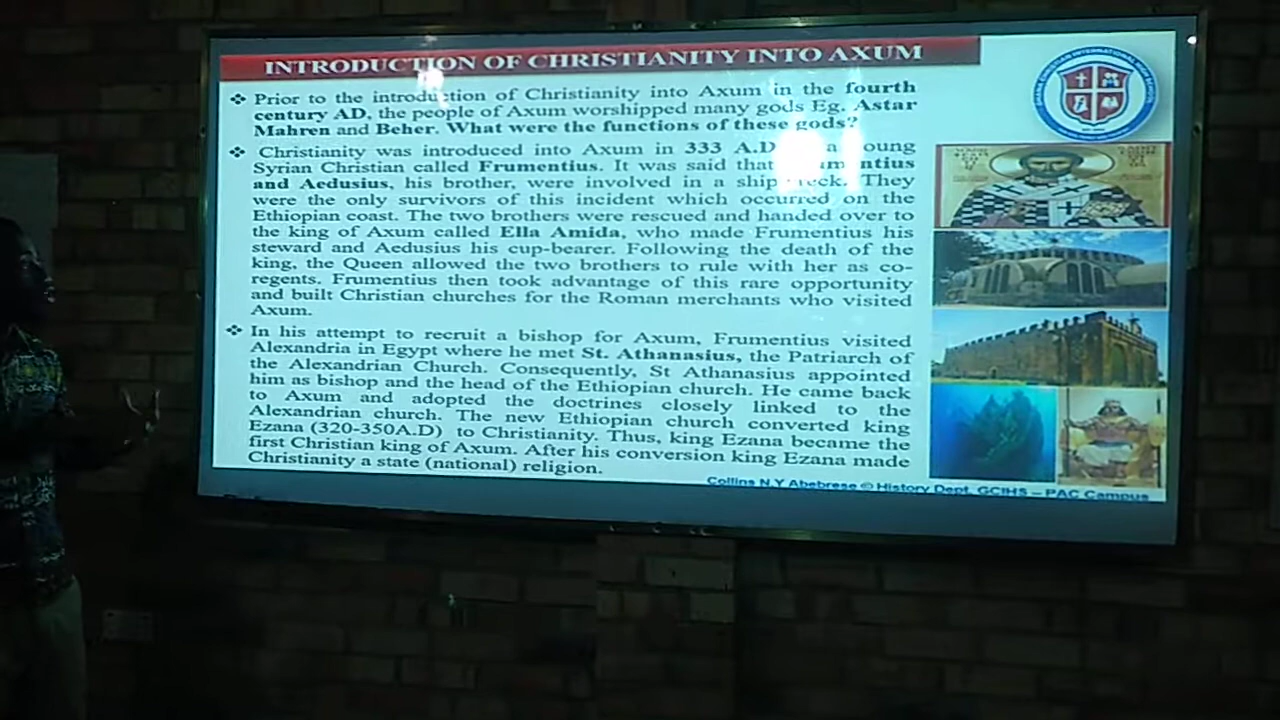 INTRODUCTION OF CHRISTIANITY INTO AXUM
❖ Prior to the introduction of Christianity into Axum in the fourth
century AD, the people of Axum worshipped many gods Eg. Astar
Mahren and Beher. What were the functions of these gods?
❖ Christianity was introduced into Axum in 333 A.D a young
Syrian Christian called Frumentius. It was said that
and Aedusius, his brother, were involved in a They
were the only survivors of this incident which occurred on the
Ethiopian coast. The two brothers were rescued and handed over to
the king of Axum called Ella Amida, who made Frumentius his
steward and Aedusius his cup-bearer. Following the death of the
king, the Queen allowed the two brothers to rule with her as co-
regents. Frumentius then took advantage of this rare opportunity
and built Christian churches for the Roman merchants who visited
Axum.
❖ In his attempt to recruit a bishop for Axum, Frumentius visited
Alexandria in Egypt where he met St. Athanasius, the Patriarch of
the Alexandrian Church. Consequently, St Athanasius appointed
him as bishop and the head of the Ethiopian church. He came back
to Axum and adopted the doctrines closely linked to the
Alexandrian church. The new Ethiopian church converted king
Ezana (320-350A.D) to Christianity. Thus, king Ezana became the
first Christian king of Axum. After his conversion king Ezana made
Christianity a state (national) religion.
Collins N.Y Abebrese © History Dept. GCIHS – PAC Campus